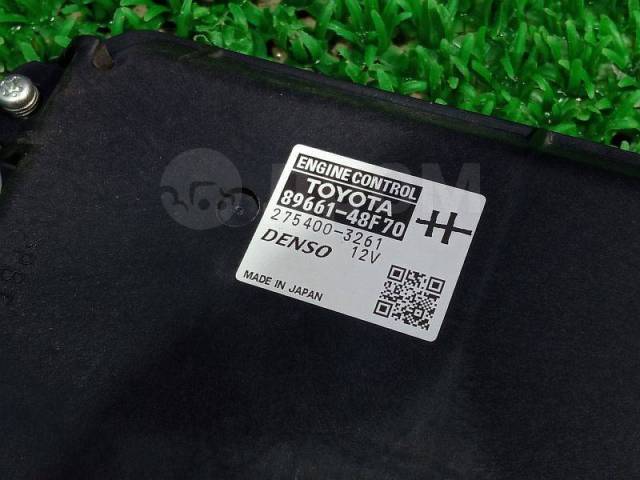 ENGINE CONTROL
TOYOTA
89661-48F70
275400-3261
DENSO 12V
MADE IN JAPAN